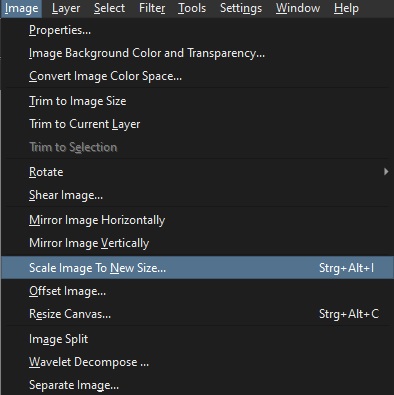 Image Layer Select Filter Tools Settings Window Help
Properties...
Image Background Color and Transparency...
Convert Image Color Space...
Trim to Image Size
Trim to Current Layer
Trim to Selection
Rotate
Shear Image...
Mirror Image Horizontally
Mirror Image Vertically
Scale Image To New Size... Strg+Alt+I
Offset Image...
Resize Canvas... Strg+Alt+C
Image Split
Wavelet Decompose ...
Separate Image...